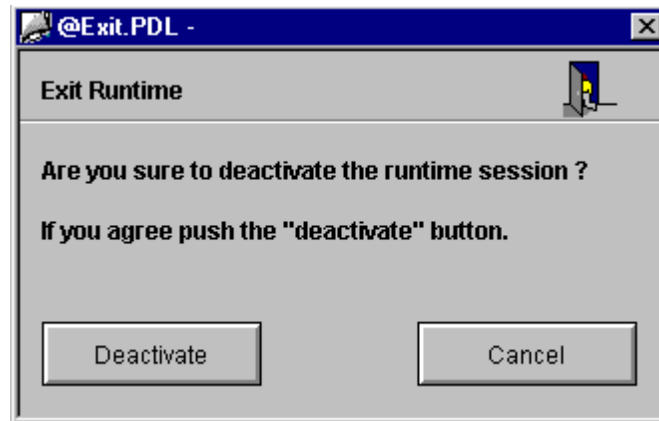 @Exit.PDL -
Exit Runtime
Are you sure to deactivate the runtime session ?
If you agree push the "deactivate" button.
Deactivate
Cancel